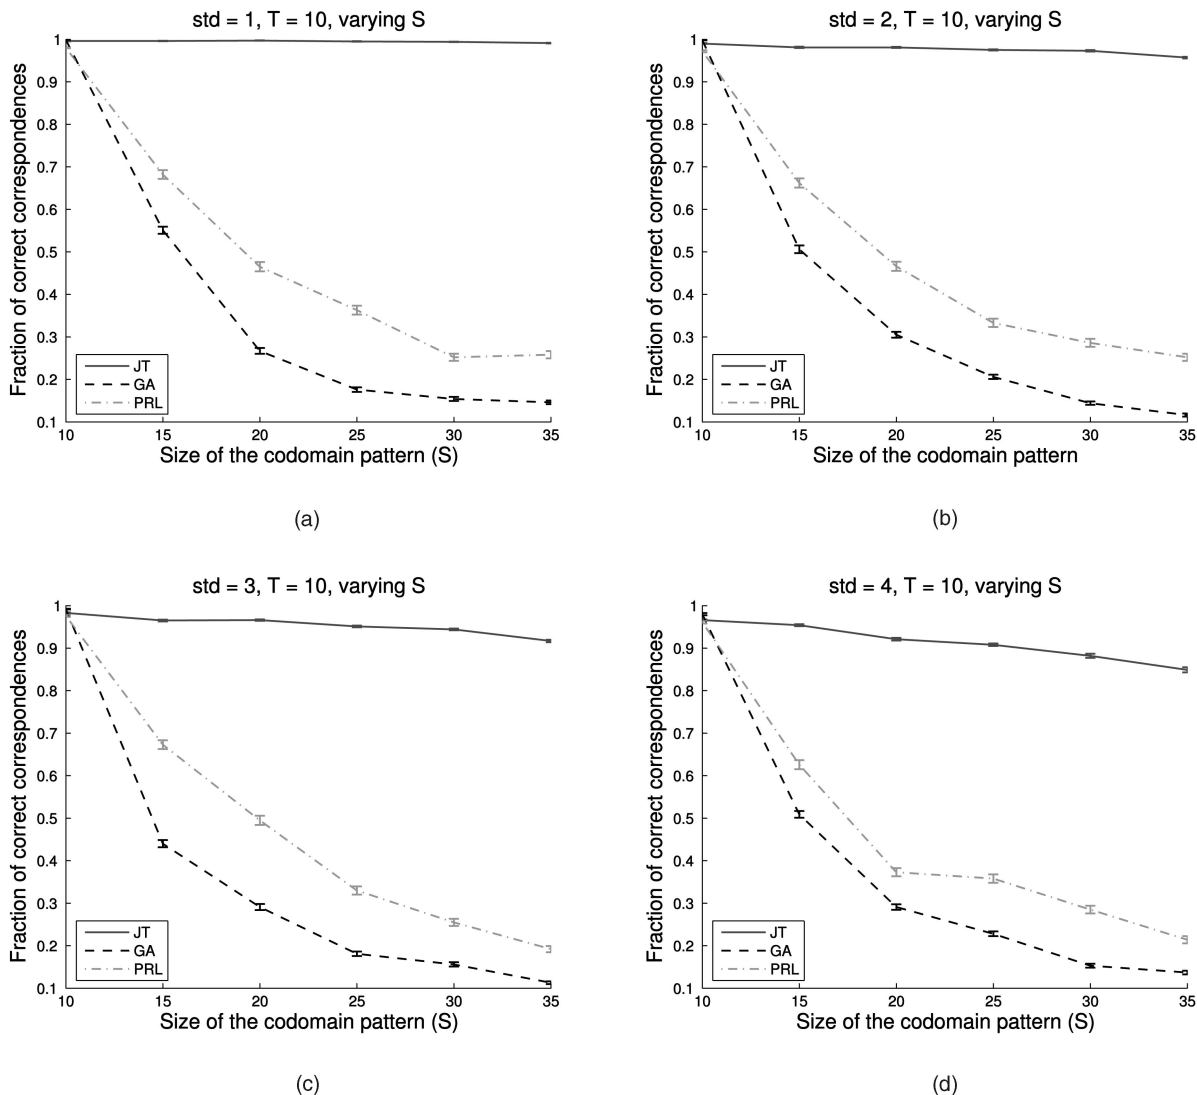 std = 1, T = 10, varying S
1
0.9
0.8
0.7
0.6
0.5
0.4
0.3
0.2
0.1
Fraction of correct correspondences
JT
GA
PRL
10 15 20 25 30 35
Size of the codomain pattern (S)
(a)
std = 2, T = 10, varying S
1
0.9
0.8
0.7
0.6
0.5
0.4
0.3
0.2
0.1
Fraction of correct correspondences
JT
GA
PRL
10 15 20 25 30 35
Size of the codomain pattern
(b)
std = 3, T = 10, varying S
1
0.9
0.8
0.7
0.6
0.5
0.4
0.3
0.2
0.1
Fraction of correct correspondences
JT
GA
PRL
10 15 20 25 30 35
Size of the codomain pattern (S)
(c)
std = 4, T = 10, varying S
1
0.9
0.8
0.7
0.6
0.5
0.4
0.3
0.2
0.1
Fraction of correct correspondences
JT
GA
PRL
10 15 20 25 30 35
Size of the codomain pattern (S)
(d)